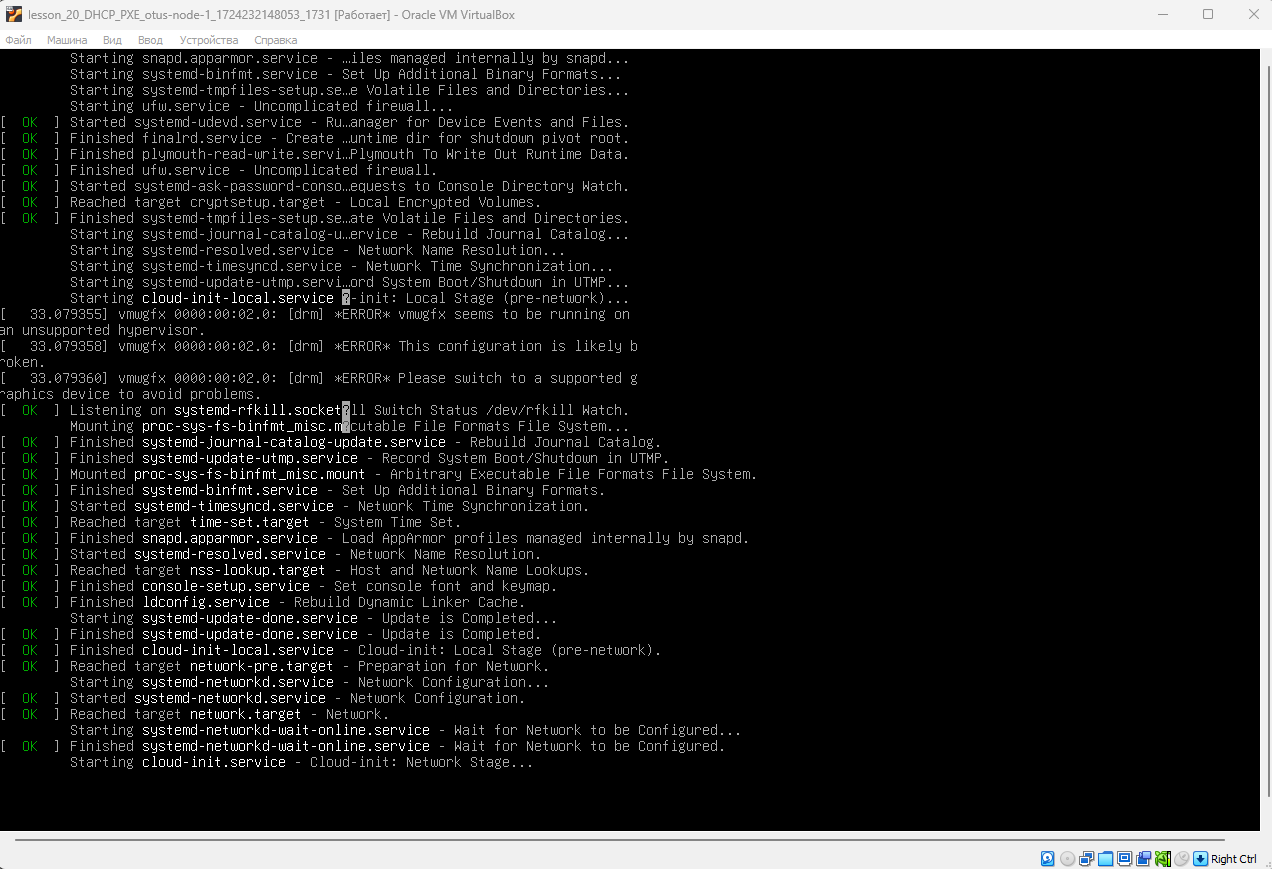 lesson_20_DHCP_PXE_otus-node-1_1724232148053_1731 [Работает] - Oracle VM VirtualBox
Файл Машина Вид Ввод Устройства Справка
Starting snapd.apparmor.service - …iles managed internally by snapd...
Starting systemd-binfmt.service - Set Up Additional Binary Formats...
Starting systemd-tmpfiles-setup.se…e Volatile Files and Directories...
Starting ufw.service - Uncomplicated firewall...
[ OK ] Started systemd-udevd.service - Ru…anager for Device Events and Files.
[ OK ] Finished finalrd.service - Create …untime dir for shutdown pivot root.
[ OK ] Finished plymouth-read-write.servi…Plymouth To Write Out Runtime Data.
[ OK ] Finished ufw.service - Uncomplicated firewall.
[ OK ] Started systemd-ask-password-conso…equests to Console Directory Watch.
[ OK ] Reached target cryptsetup.target - Local Encrypted Volumes.
[ OK ] Finished systemd-tmpfiles-setup.se…ate Volatile Files and Directories.
Starting systemd-journal-catalog-u…ervice - Rebuild Journal Catalog...
Starting systemd-resolved.service - Network Name Resolution...
Starting systemd-timesyncd.service - Network Time Synchronization...
Starting systemd-update-utmp.servi…ord System Boot/Shutdown in UTMP...
Starting cloud-init-local.service ?-init: Local Stage (pre-network)...
[ 33.079355] vmwgfx 0000:00:02.0: [drm] *ERROR* vmwgfx seems to be running on
an unsupported hypervisor.
[ 33.079358] vmwgfx 0000:00:02.0: [drm] *ERROR* This configuration is likely b
roken.
[ 33.079360] vmwgfx 0000:00:02.0: [drm] *ERROR* Please switch to a supported g
raphics device to avoid problems.
[ OK ] Listening on systemd-rfkill.socket?ll Switch Status /dev/rfkill Watch.
Mounting proc-sys-fs-binfmt_misc.m?cutable File Formats File System...
[ OK ] Finished systemd-journal-catalog-update.service - Rebuild Journal Catalog.
[ OK ] Finished systemd-update-utmp.service - Record System Boot/Shutdown in UTMP.
[ OK ] Mounted proc-sys-fs-binfmt_misc.mount - Arbitrary Executable File Formats File System.
[ OK ] Finished systemd-binfmt.service - Set Up Additional Binary Formats.
[ OK ] Started systemd-timesyncd.service - Network Time Synchronization.
[ OK ] Reached target time-set.target - System Time Set.
[ OK ] Finished snapd.apparmor.service - Load AppArmor profiles managed internally by snapd.
[ OK ] Started systemd-resolved.service - Network Name Resolution.
[ OK ] Reached target nss-lookup.target - Host and Network Name Lookups.
[ OK ] Finished console-setup.service - Set console font and keymap.
[ OK ] Finished ldconfig.service - Rebuild Dynamic Linker Cache.
Starting systemd-update-done.service - Update is Completed...
[ OK ] Finished systemd-update-done.service - Update is Completed.
[ OK ] Finished cloud-init-local.service - Cloud-init: Local Stage (pre-network).
[ OK ] Reached target network-pre.target - Preparation for Network.
Starting systemd-networkd.service - Network Configuration...
[ OK ] Started systemd-networkd.service - Network Configuration.
[ OK ] Reached target network.target - Network.
Starting systemd-networkd-wait-online.service - Wait for Network to be Configured...
[ OK ] Finished systemd-networkd-wait-online.service - Wait for Network to be Configured.
Starting cloud-init.service - Cloud-init: Network Stage...
Right Ctrl